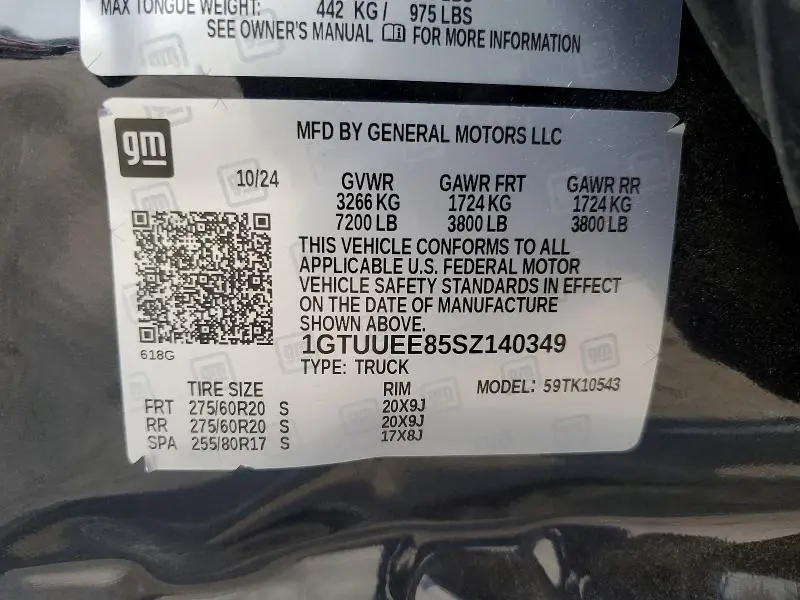 MAX TONGUE WEIGHT: 442 KG / 975 LBS
SEE OWNER'S MANUAL FOR MORE INFORMATION
gm
MFD BY GENERAL MOTORS LLC
10/24 GVWR GAWR FRT GAWR RR
3266 KG 1724 KG 1724 KG
7200 LB 3800 LB 3800 LB
THIS VEHICLE CONFORMS TO ALL
APPLICABLE U.S. FEDERAL MOTOR
VEHICLE SAFETY STANDARDS IN EFFECT
ON THE DATE OF MANUFACTURE
SHOWN ABOVE.
1GTUUEE85SZ140349
618G
TYPE: TRUCK
TIRE SIZE RIM MODEL: 59TK10543
FRT 275/60R20 S 20X9J
RR 275/60R20 S 20X9J
SPA 255/80R17 S 17X8J